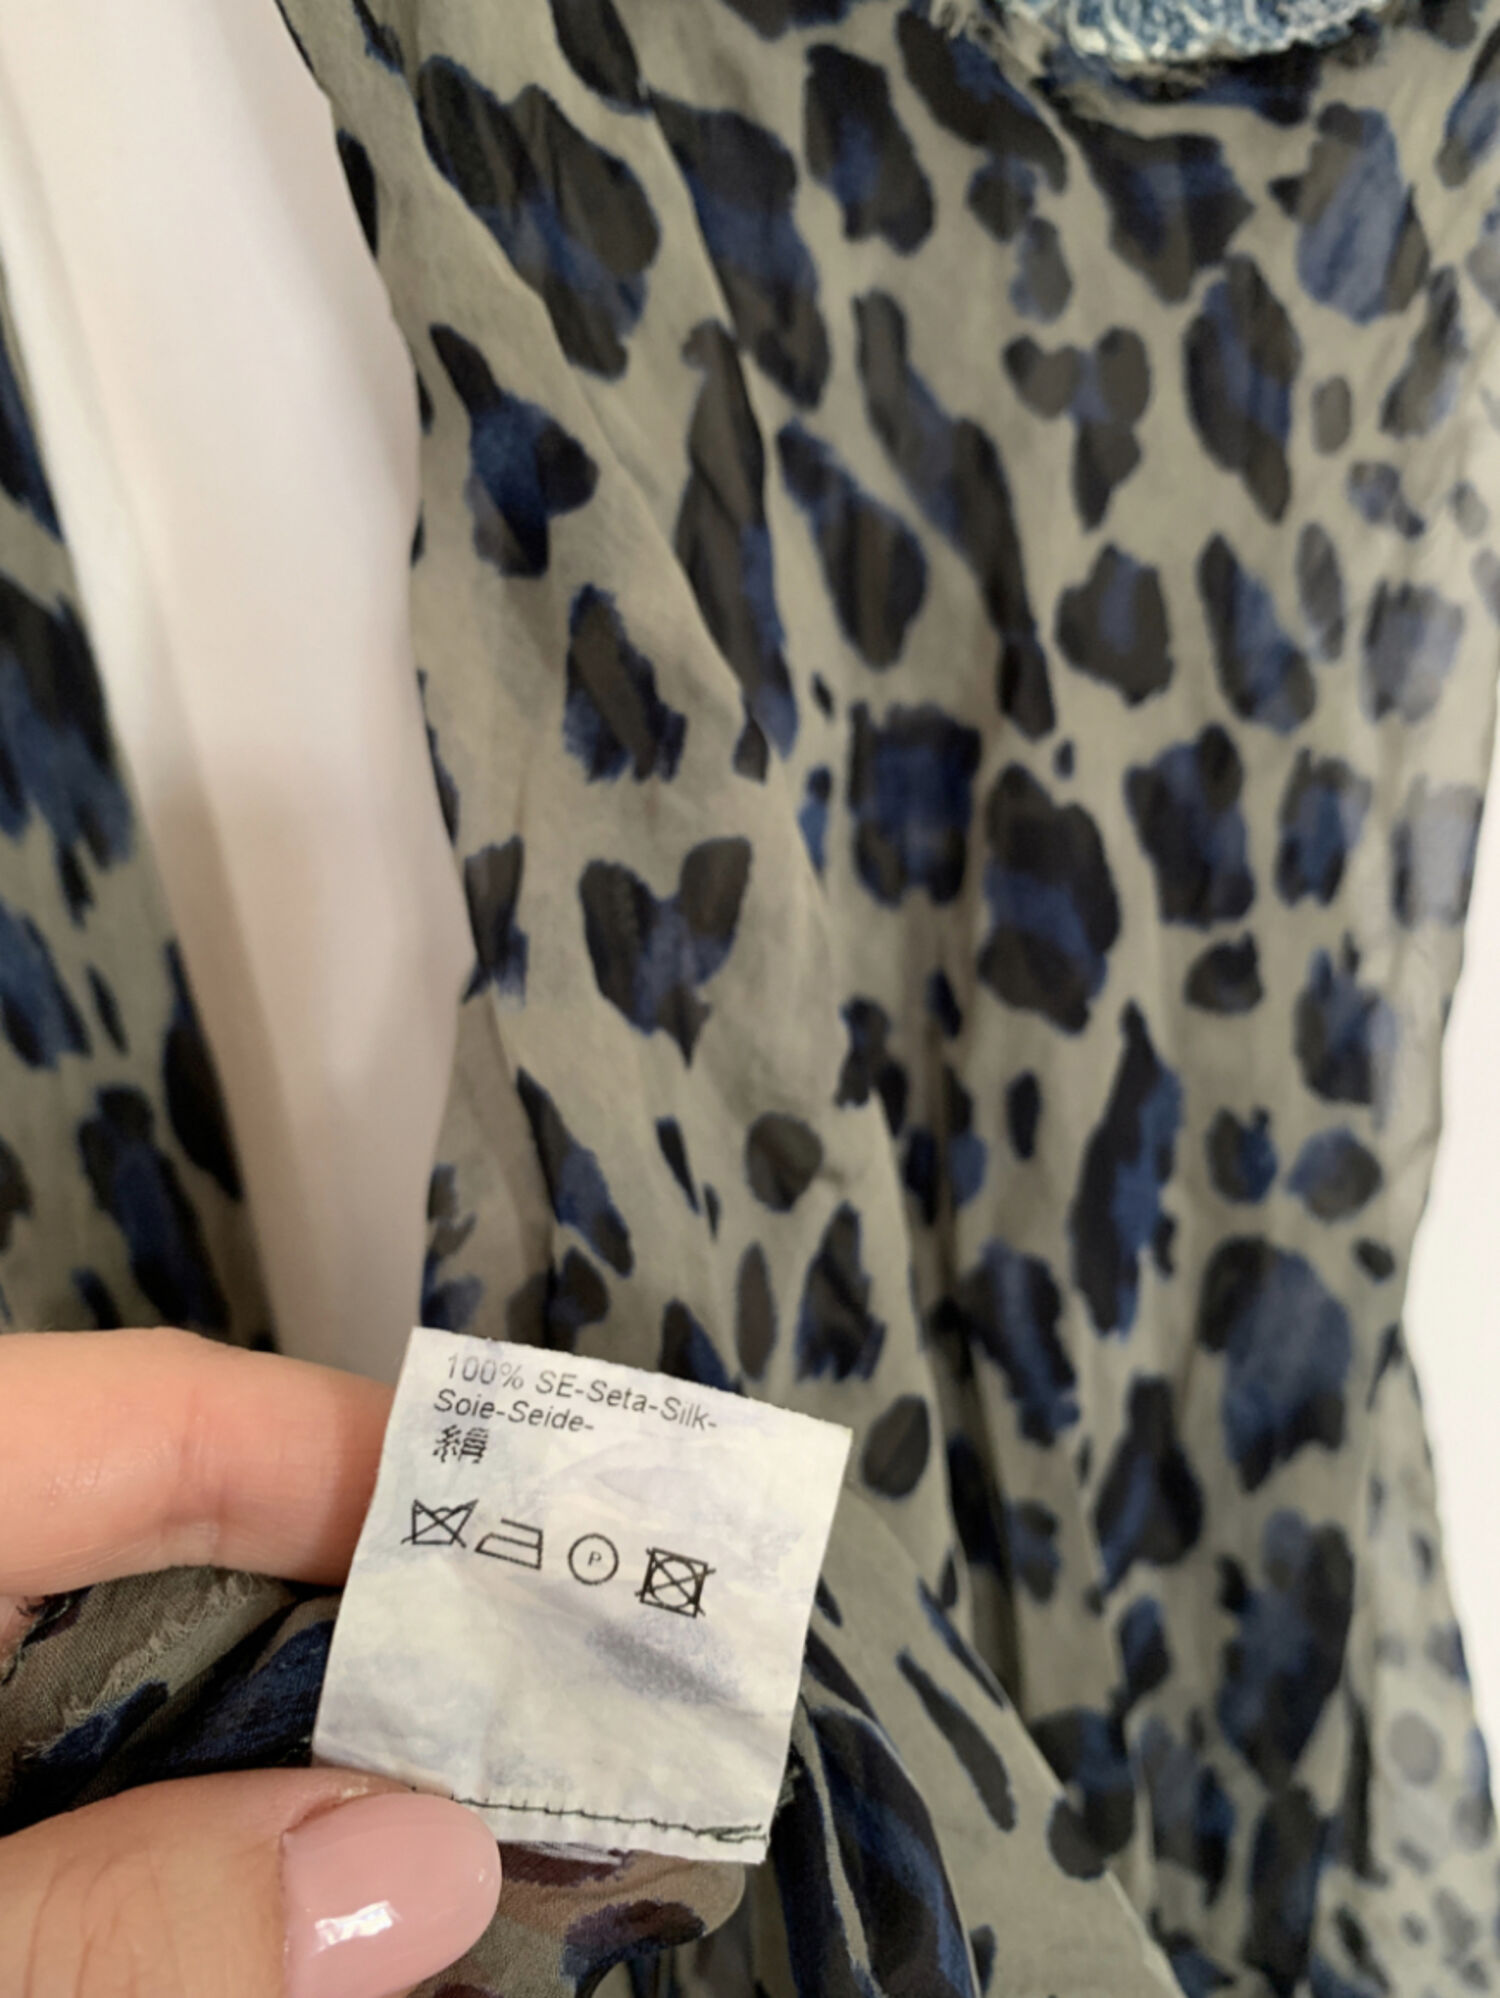 100% SE-Seta-Silk-
Soie-Seide-
絹
P